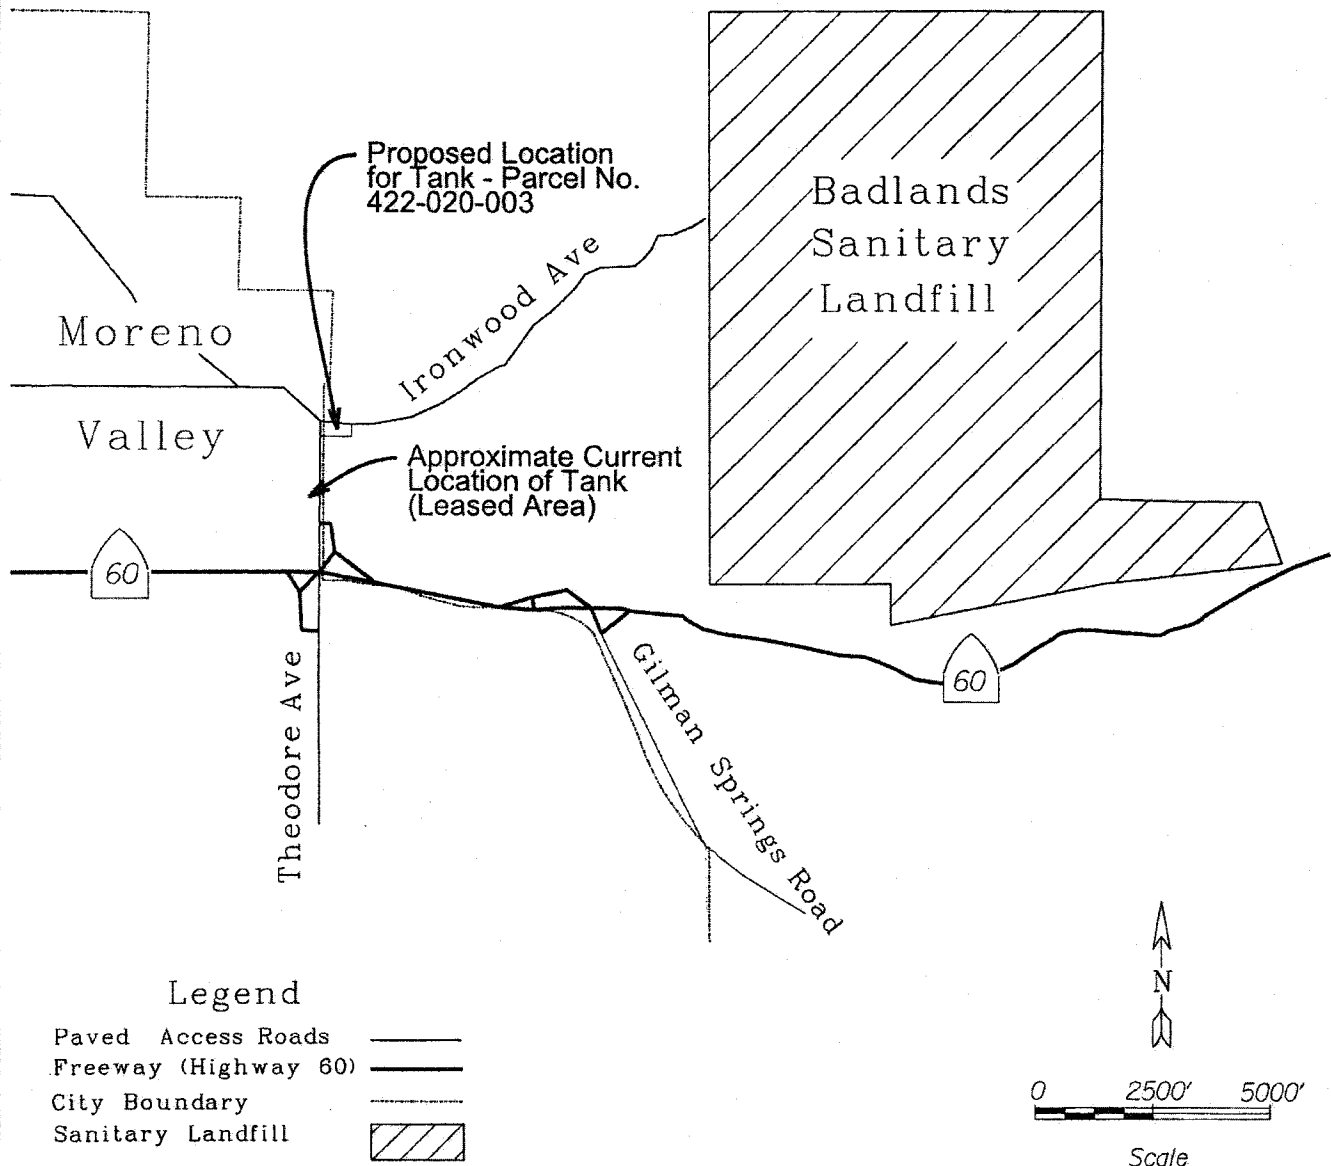 Proposed Location
for Tank - Parcel No.
422-020-003
Badlands
Sanitary
Landfill
Ironwood Ave
Moreno
Valley
Approximate Current
Location of Tank
(Leased Area)
60
60
Theodore Ave
Gilman Springs Road
N
Legend
Paved Access Roads
Freeway (Highway 60)
City Boundary
Sanitary Landfill
0 2500' 5000'
Scale